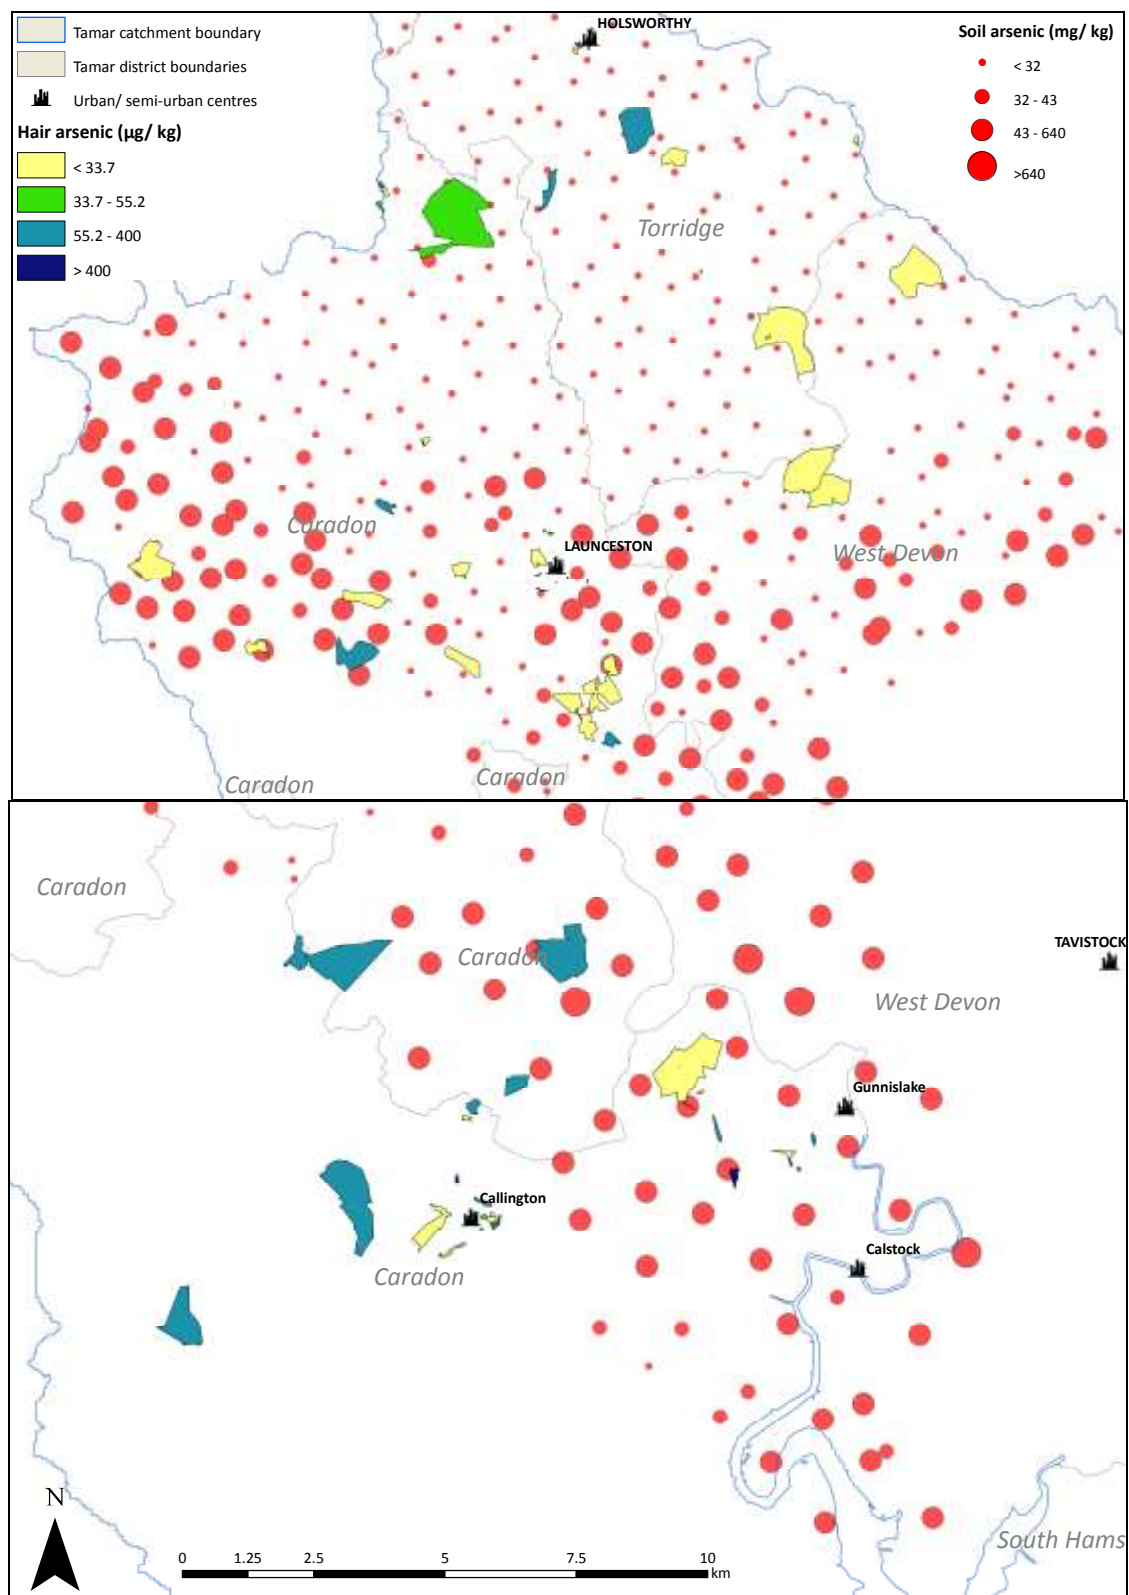 Tamar catchment boundary
Tamar district boundaries
Urban/ semi-urban centres
Hair arsenic (µg/ kg)
< 33.7
33.7 - 55.2
55.2 - 400
> 400
HOLSWORTHY
Soil arsenic (mg/ kg)
< 32
32 - 43
43 - 640
>640
Torridge
Caradon
LAUNCESTON
West Devon
Caradon
Caradon
Caradon
Caradon
TAVISTOCK
West Devon
Gunnislake
Callington
Calstock
Caradon
N
0 1.25 2.5 5 7.5 10
km
South Hams